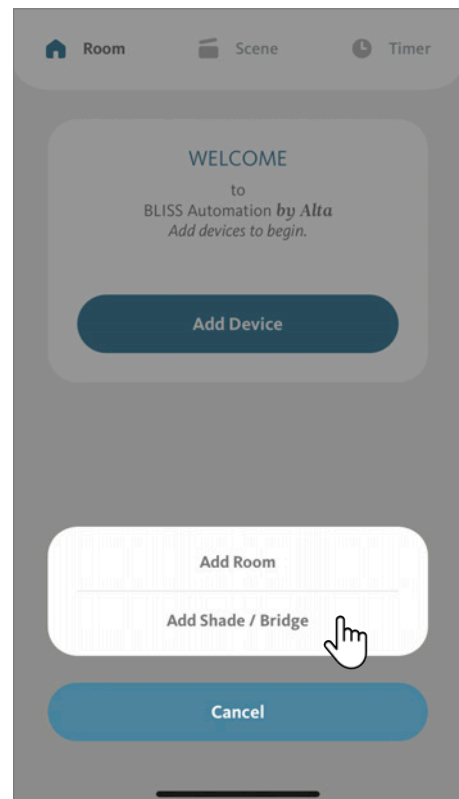 Room Scene Timer
WELCOME
to
BLISS Automation by Alta
Add devices to begin.
Add Device
Add Room
Add Shade / Bridge
Cancel